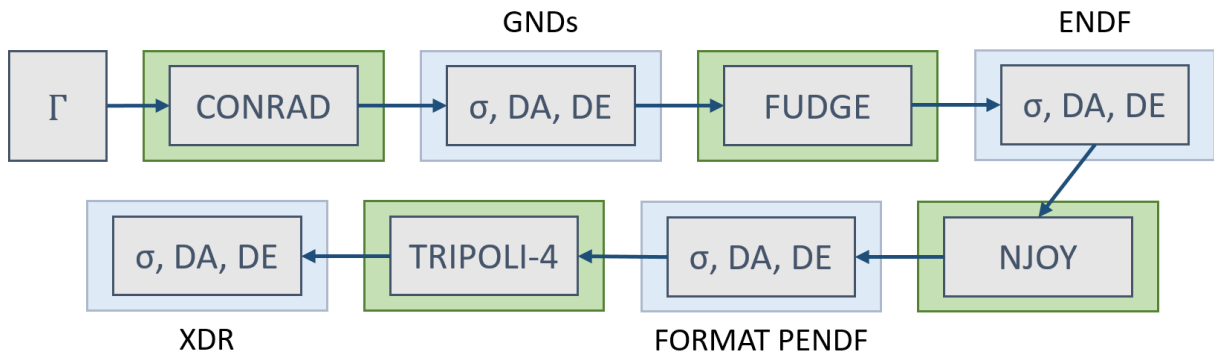 GNDs
ENDF
Γ
CONRAD
σ, DA, DE
FUDGE
σ, DA, DE
σ, DA, DE
TRIPOLI-4
σ, DA, DE
NJOY
XDR
FORMAT PENDF